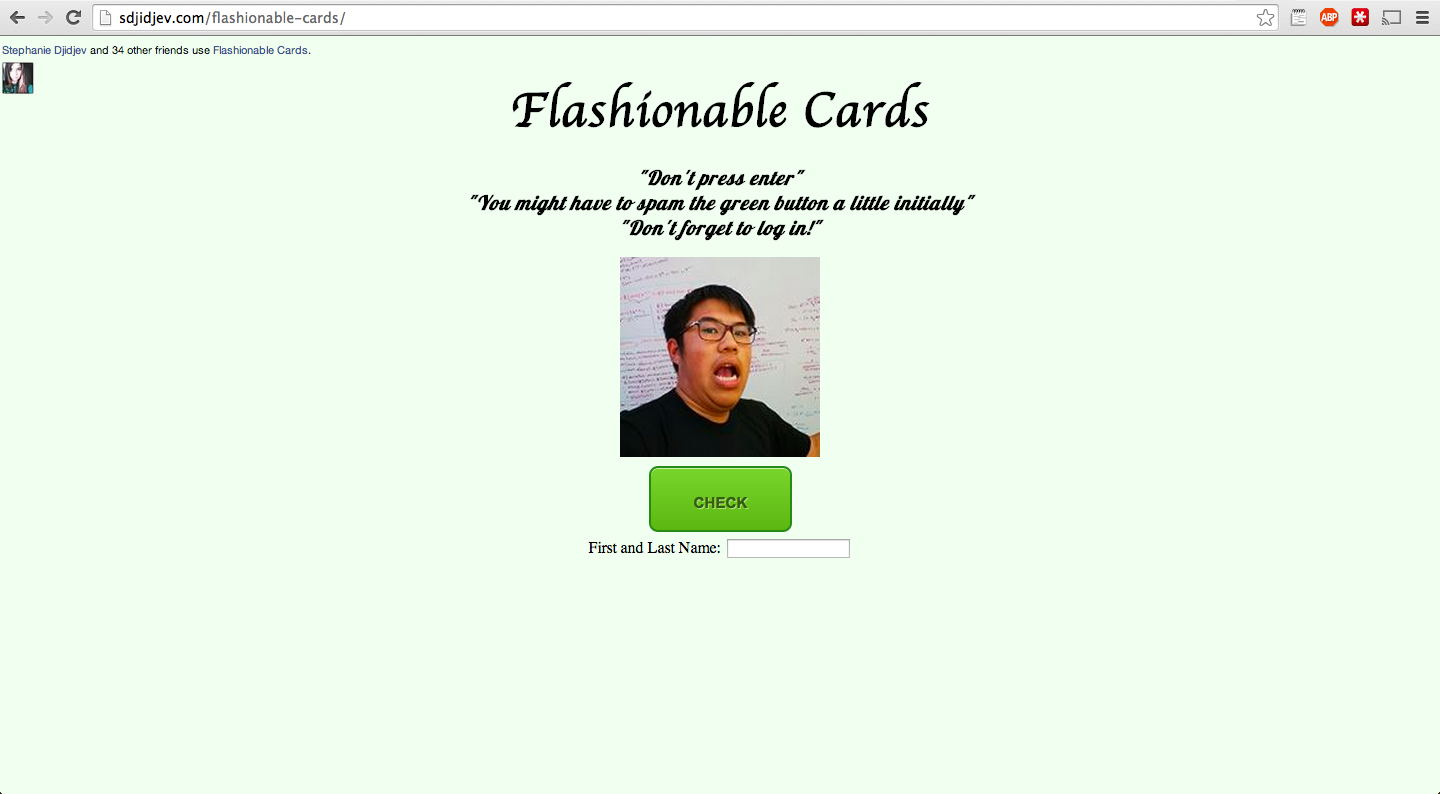 sdjidjev.com/flashionable-cards/
ABP
Stephanie Djidjev and 34 other friends use Flashionable Cards.
Flashionable Cards
"Don't press enter"
"You might have to spam the green button a little initially"
"Don't forget to log in!"
CHECK
First and Last Name: